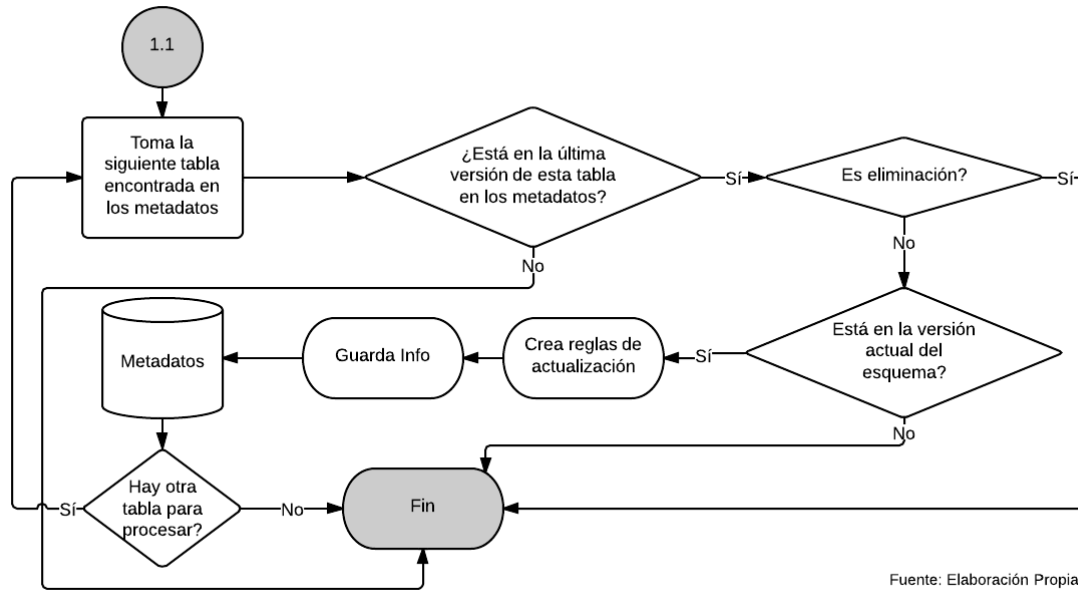 1.1
Toma la
siguiente tabla
encontrada en
los metadatos
¿Está en la última
versión de esta tabla
en los metadatos?
Sí
Es eliminación?
Sí
No
No
Está en la versión
actual del
esquema?
Sí
Crea reglas de
actualización
Guarda Info
Metadatos
No
Hay otra
tabla para
procesar?
Sí
No
Fin
Fuente: Elaboración Propia